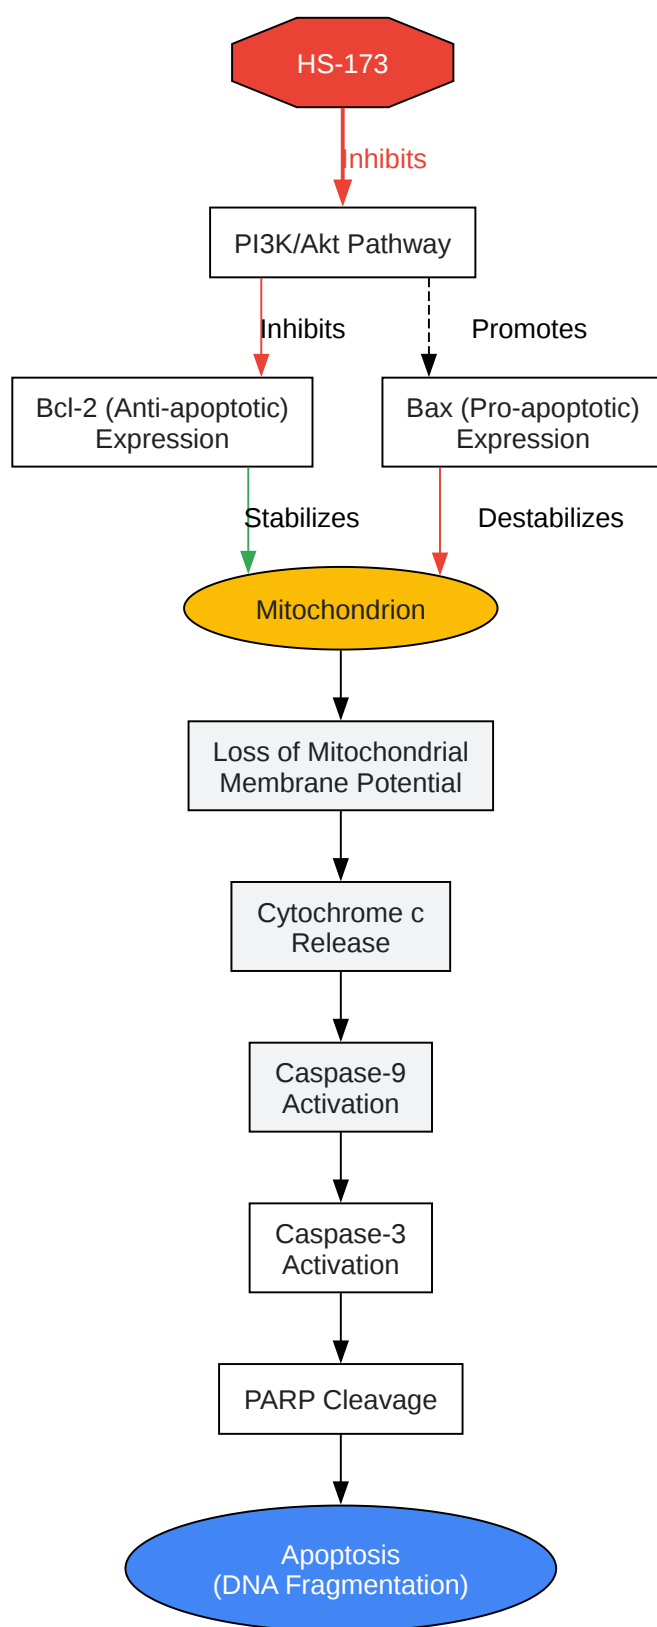 HS-173
Inhibits
PI3K/Akt Pathway
Inhibits
Promotes
Bcl-2 (Anti-apoptotic)
Expression
Bax (Pro-apoptotic)
Expression
Stabilizes
Destabilizes
Mitochondrion
Loss of Mitochondrial
Membrane Potential
Cytochrome c
Release
Caspase-9
Activation
Caspase-3
Activation
PARP Cleavage
Apoptosis
(DNA Fragmentation)